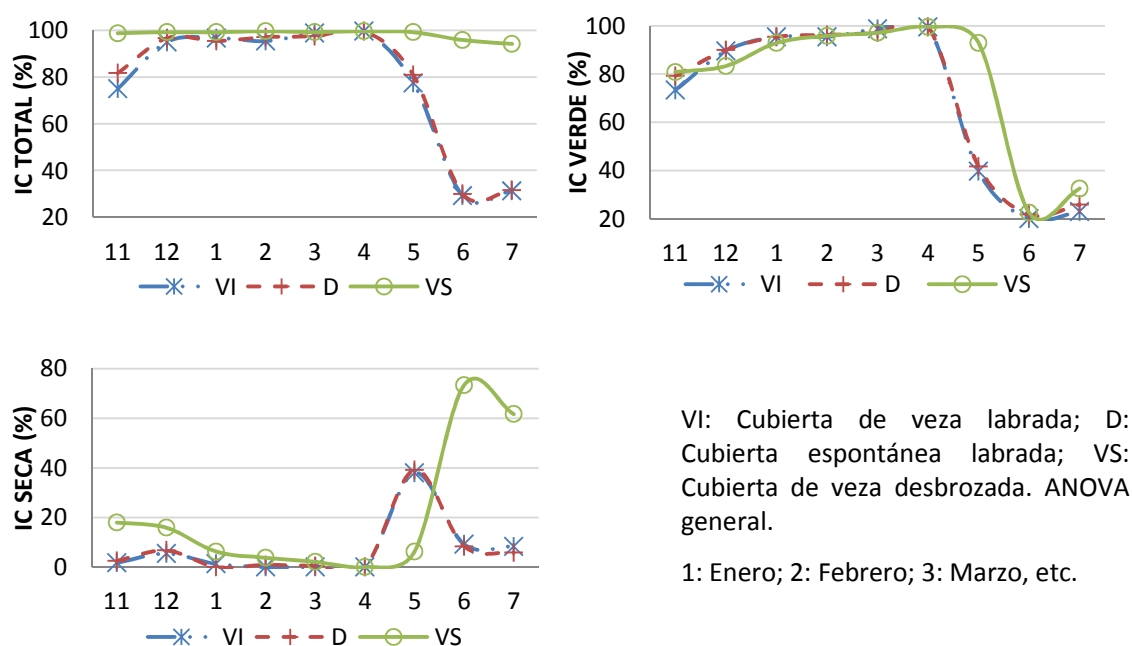 IC TOTAL (%)
100
80
60
40
20
11 12 1 2 3 4 5 6 7
VI D VS
IC VERDE (%)
100
80
60
40
20
11 12 1 2 3 4 5 6 7
VI D VS
IC SECA (%)
80
60
40
20
0
11 12 1 2 3 4 5 6 7
VI D VS
VI: Cubierta de veza labrada; D:
Cubierta espontánea labrada; VS:
Cubierta de veza desbrozada. ANOVA
general.
1: Enero; 2: Febrero; 3: Marzo, etc.